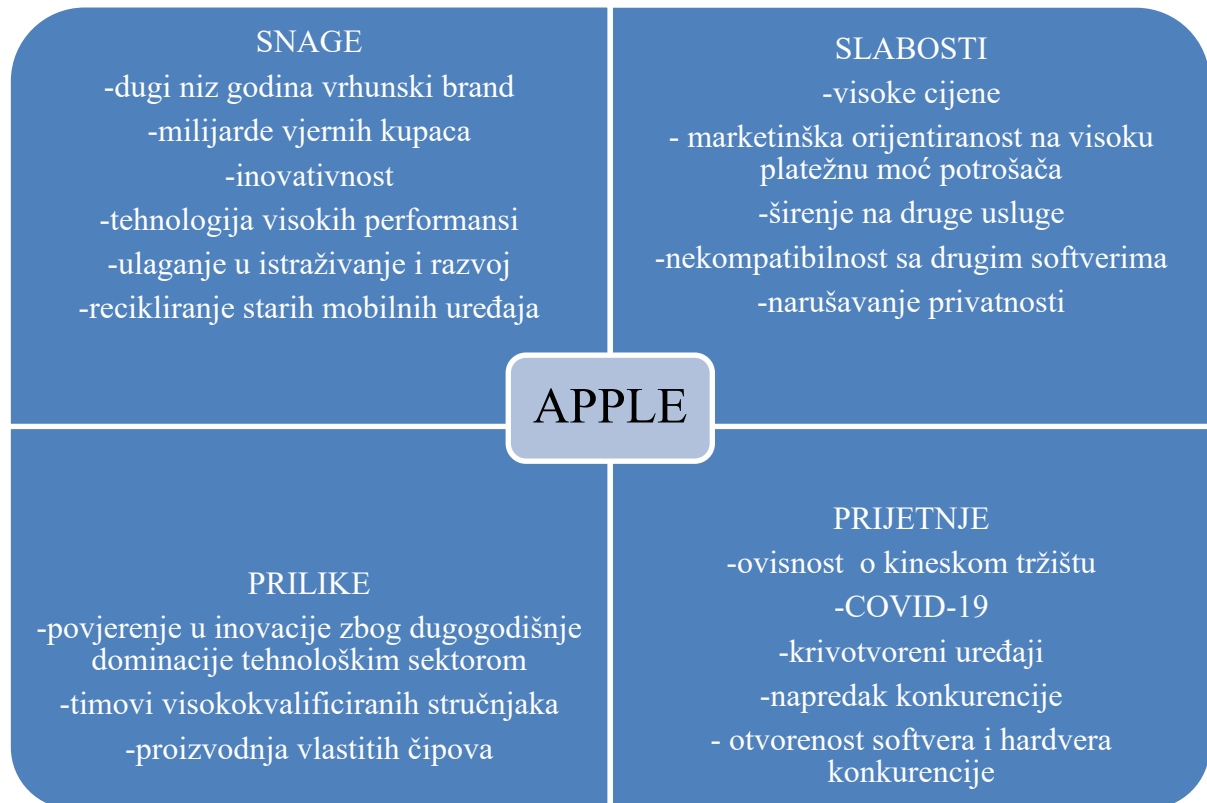 SNAGE
-dugi niz godina vrhunski brand
-milijarde vjernih kupaca
-inovativnost
-tehnologija visokih performansi
-ulaganje u istraživanje i razvoj
-recikliranje starih mobilnih uređaja
SLABOSTI
-visoke cijene
- marketinška orijentiranost na visoku
platežnu moć potrošača
-širenje na druge usluge
-nekompatibilnost sa drugim softverima
-narušavanje privatnosti
APPLE
PRILIKE
-povjerenje u inovacije zbog dugogodišnje
dominacije tehnološkim sektorom
-timovi visokokvalificiranih stručnjaka
-proizvodnja vlastitih čipova
PRIJETNJE
-ovisnost  o kineskom tržištu
-COVID-19
-krivotvoreni uređaji
-napredak konkurencije
- otvorenost softvera i hardvera
konkurencije